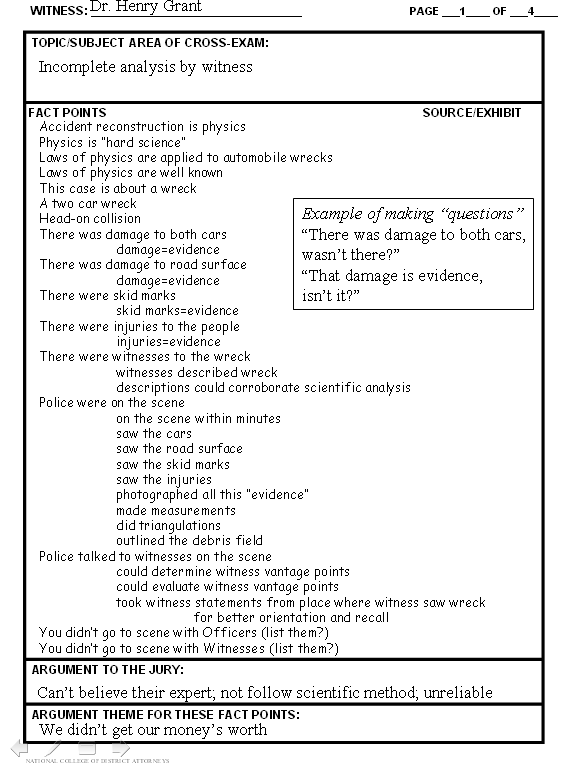 WITNESS: Dr. Henry Grant PAGE ___1___ OF ___4___
TOPIC/SUBJECT AREA OF CROSS-EXAM:
Incomplete analysis by witness
FACT POINTS SOURCE/EXHIBIT
Accident reconstruction is physics
Physics is "hard science"
Laws of physics are applied to automobile wrecks
Laws of physics are well known
This case is about a wreck
A two car wreck
Head-on collision
There was damage to both cars
damage=evidence
There was damage to road surface
damage=evidence
There were skid marks
skid marks=evidence
There were injuries to the people
injuries=evidence
There were witnesses to the wreck
witnesses described wreck
descriptions could corroborate scientific analysis
Police were on the scene
on the scene within minutes
saw the cars
saw the road surface
saw the skid marks
saw the injuries
photographed all this "evidence"
made measurements
did triangulations
outlined the debris field
Police talked to witnesses on the scene
could determine witness vantage points
could evaluate witness vantage points
took witness statements from place where witness saw wreck
for better orientation and recall
You didn't go to scene with Officers (list them?)
You didn't go to scene with Witnesses (list them?)
Example of making “questions”
“There was damage to both cars,
wasn’t there?”
“That damage is evidence,
isn’t it?”
ARGUMENT TO THE JURY:
Can’t believe their expert; not follow scientific method; unreliable
ARGUMENT THEME FOR THESE FACT POINTS:
We didn’t get our money’s worth
NATIONAL COLLEGE OF DISTRICT ATTORNEYS